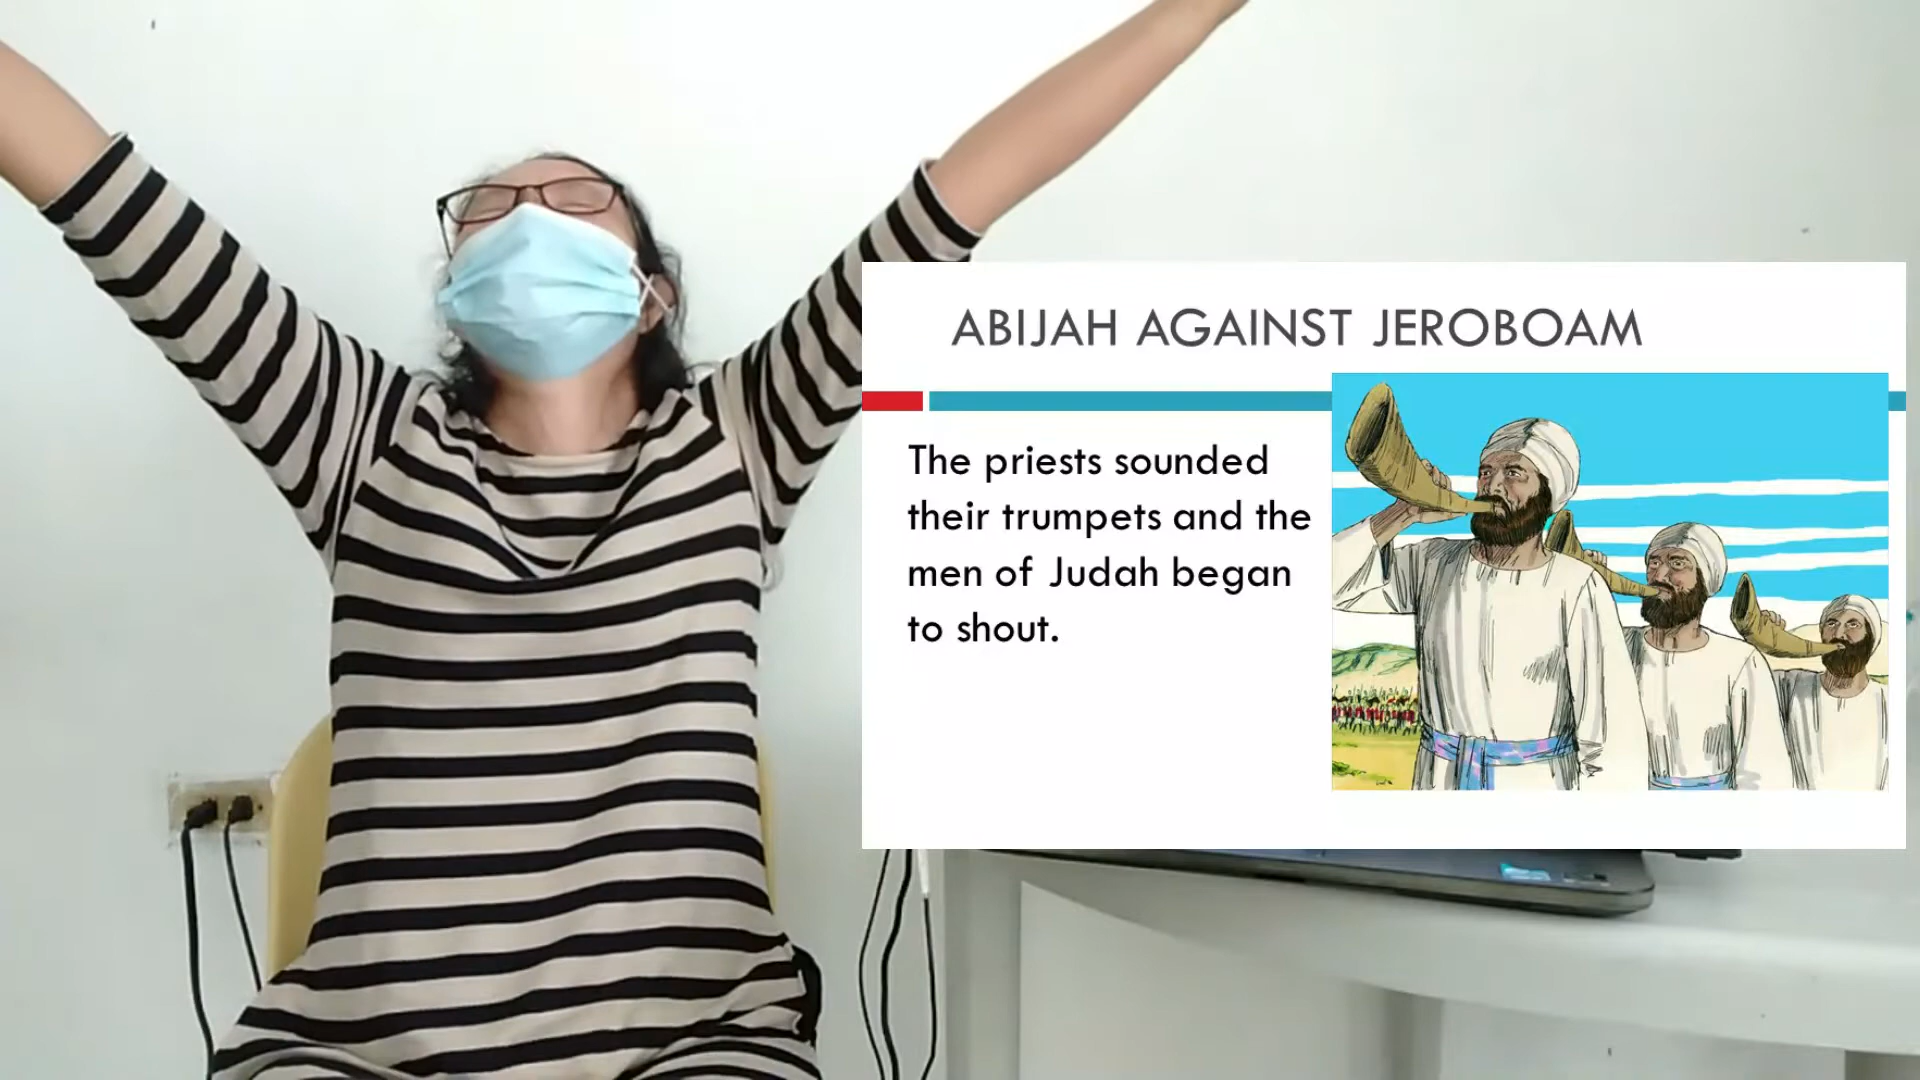 ABIJAH AGAINST JEROBOAM
The priests sounded
their trumpets and the
men of Judah began
to shout.